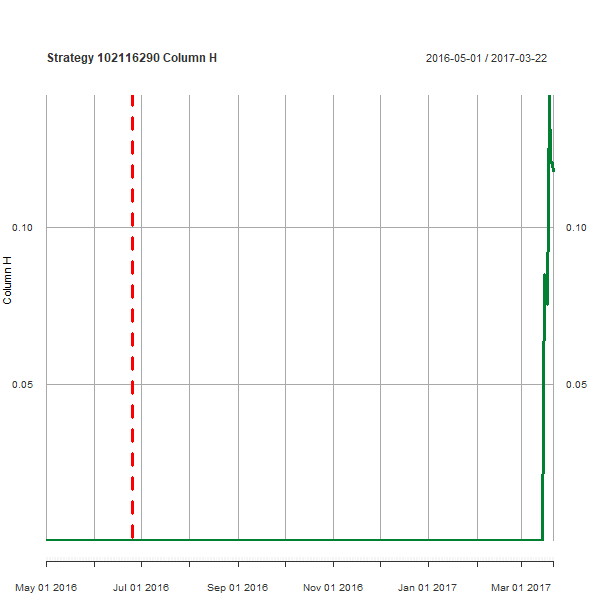 Strategy 102116290 Column H
2016-05-01 / 2017-03-22
0.10
0.10
Column H
0.05
0.05
May 01 2016
Jul 01 2016
Sep 01 2016
Nov 01 2016
Jan 01 2017
Mar 01 2017